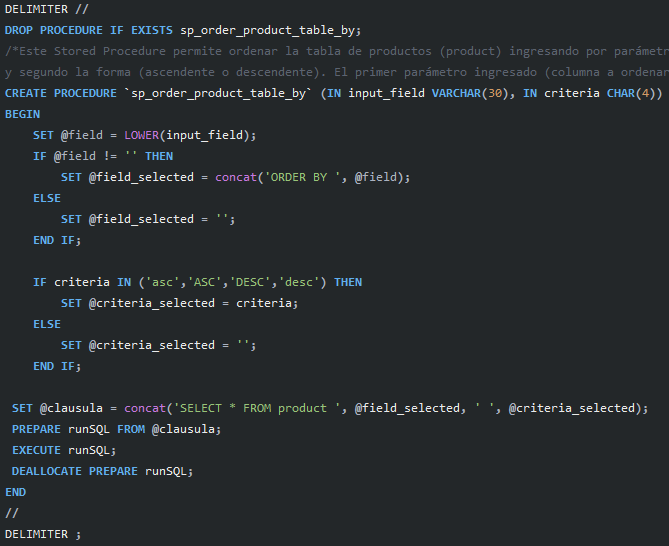 DELIMITER //
DROP PROCEDURE IF EXISTS sp_order_product_table_by;
/*Este Stored Procedure permite ordenar la tabla de productos (product) ingresando por parámetr
y segundo la forma (ascendente o descendente). El primer parámetro ingresado (columna a ordenar
CREATE PROCEDURE `sp_order_product_table_by` (IN input_field VARCHAR(30), IN criteria CHAR(4))
BEGIN
    SET @field = LOWER(input_field);
    IF @field != '' THEN
        SET @field_selected = concat('ORDER BY ', @field);
    ELSE
        SET @field_selected = '';
    END IF;
    IF criteria IN ('asc','ASC','DESC','desc') THEN
        SET @criteria_selected = criteria;
    ELSE
        SET @criteria_selected = '';
    END IF;
 SET @clausula = concat('SELECT * FROM product ', @field_selected, ' ', @criteria_selected);
 PREPARE runSQL FROM @clausula;
 EXECUTE runSQL;
 DEALLOCATE PREPARE runSQL;
END
//
DELIMITER ;